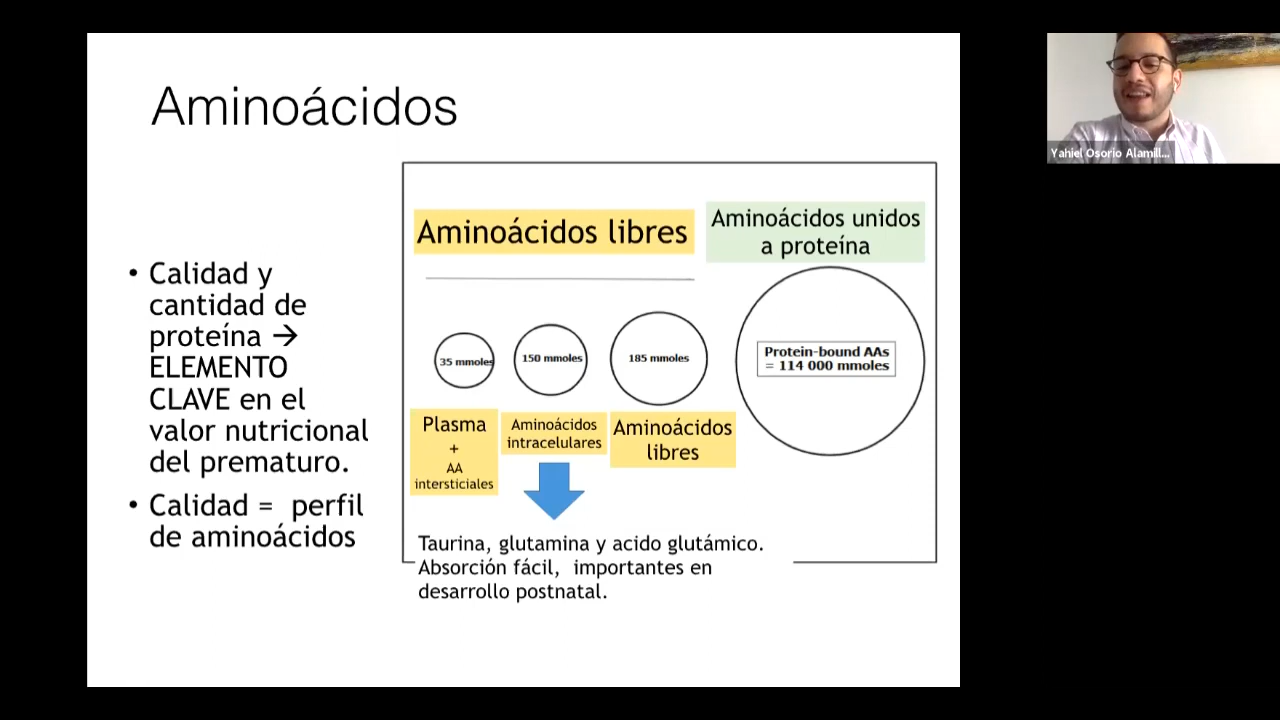 Aminoácidos
• Calidad y
cantidad de
proteína →
ELEMENTO
CLAVE en el
valor nutricional
del prematuro.
• Calidad = perfil
de aminoácidos
Aminoácidos libres
Aminoácidos unidos
a proteína
35 mmoles
150 mmoles
185 mmoles
Protein-bound AAs
= 114 000 mmoles
Plasma
+
AA
intersticiales
Aminoácidos
intracelulares
Aminoácidos
libres
Taurina, glutamina y acido glutámico.
Absorción fácil, importantes en
desarrollo postnatal.
Yahiel Osorio Alamill...